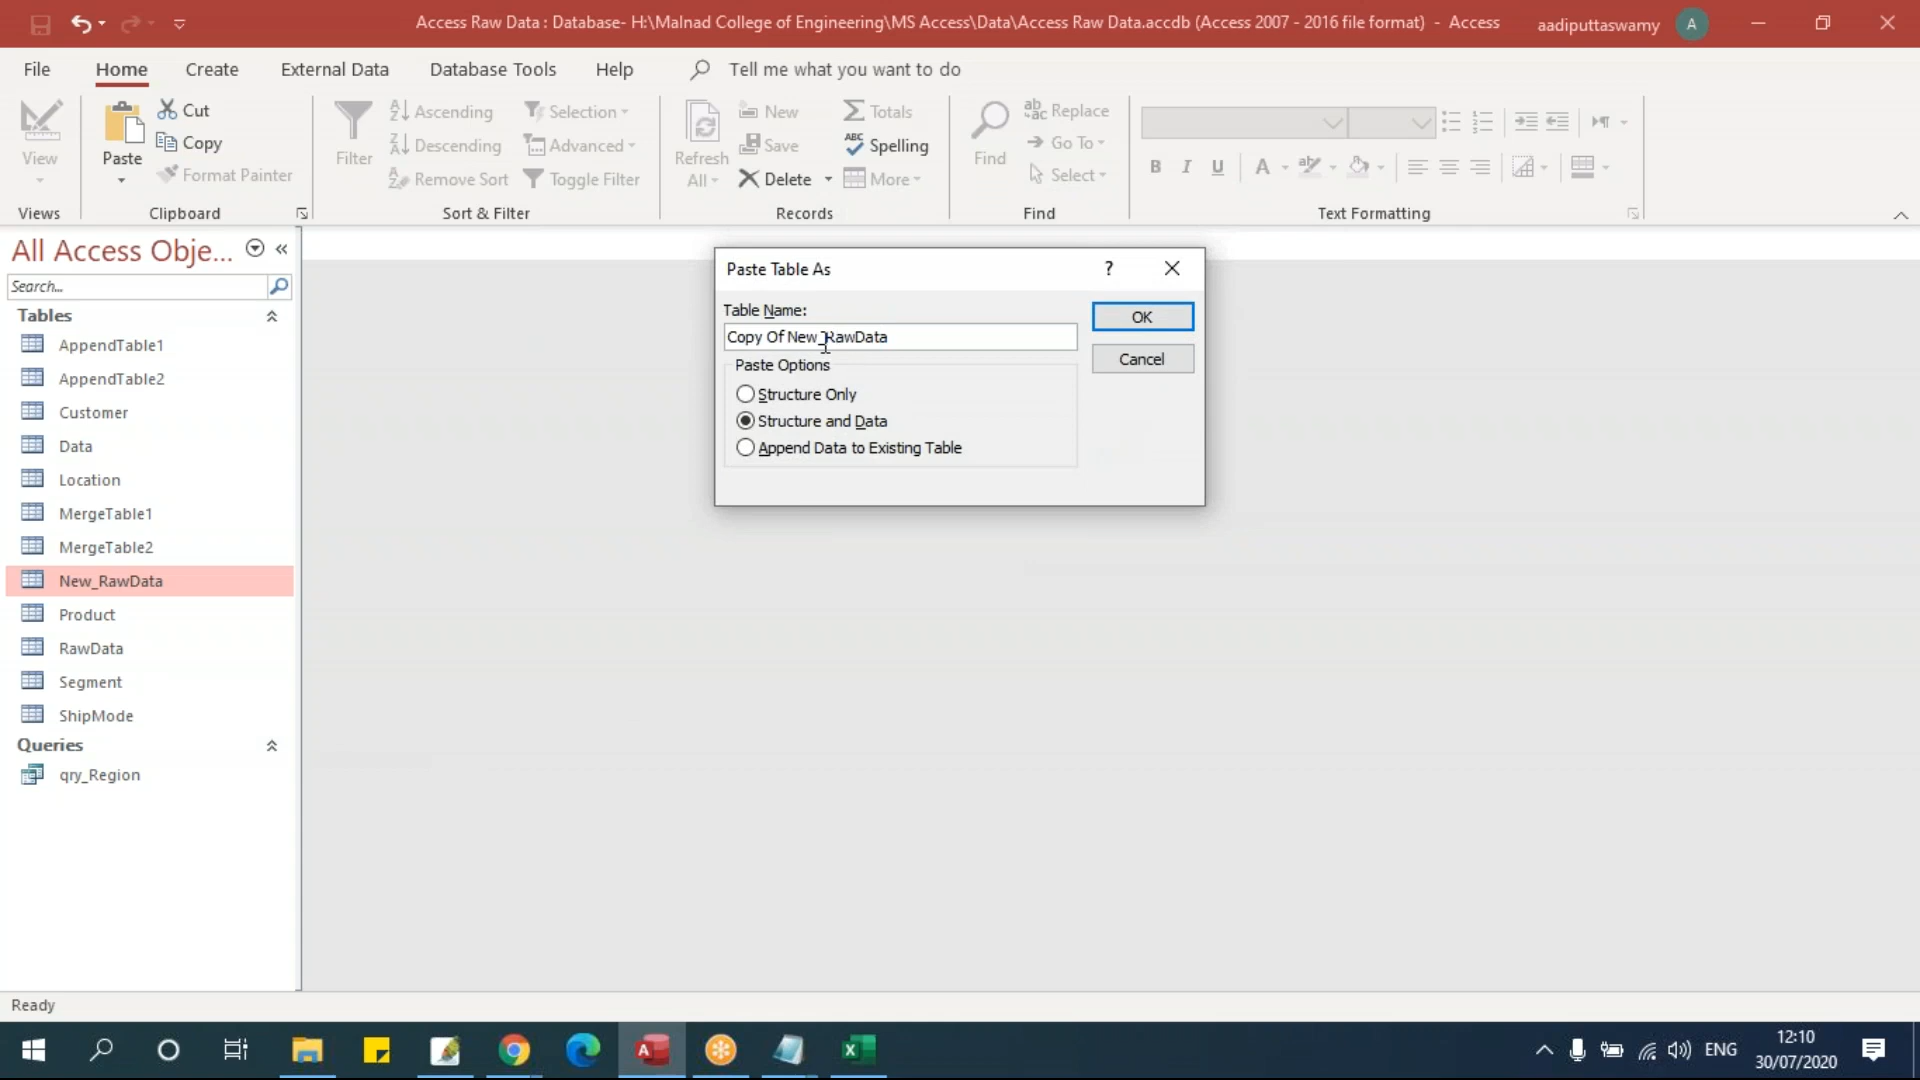 Access Raw Data : Database- H:\Malnad College of Engineering\MS Access\Data\Access Raw Data.accdb (Access 2007 - 2016 file format) - Access
aadiputtaswamy
A
File
Home
Create
External Data
Database Tools
Help
Tell me what you want to do
View
Paste
Cut
Copy
Format Painter
Filter
Ascending
Descending
Remove Sort
Selection
Advanced
Toggle Filter
Refresh
All
New
Save
Delete
Totals
Spelling
More
Find
Replace
Go To
Select
B I U A
Views
Clipboard
Sort & Filter
Records
Find
Text Formatting
All Access Obje...
Search...
Tables
AppendTable1
AppendTable2
Customer
Data
Location
MergeTable1
MergeTable2
New_RawData
Product
RawData
Segment
ShipMode
Queries
qry_Region
Paste Table As
?
Table Name:
Copy Of New_RawData
OK
Cancel
Paste Options
Structure Only
Structure and Data
Append Data to Existing Table
Ready
ENG
12:10
30/07/2020